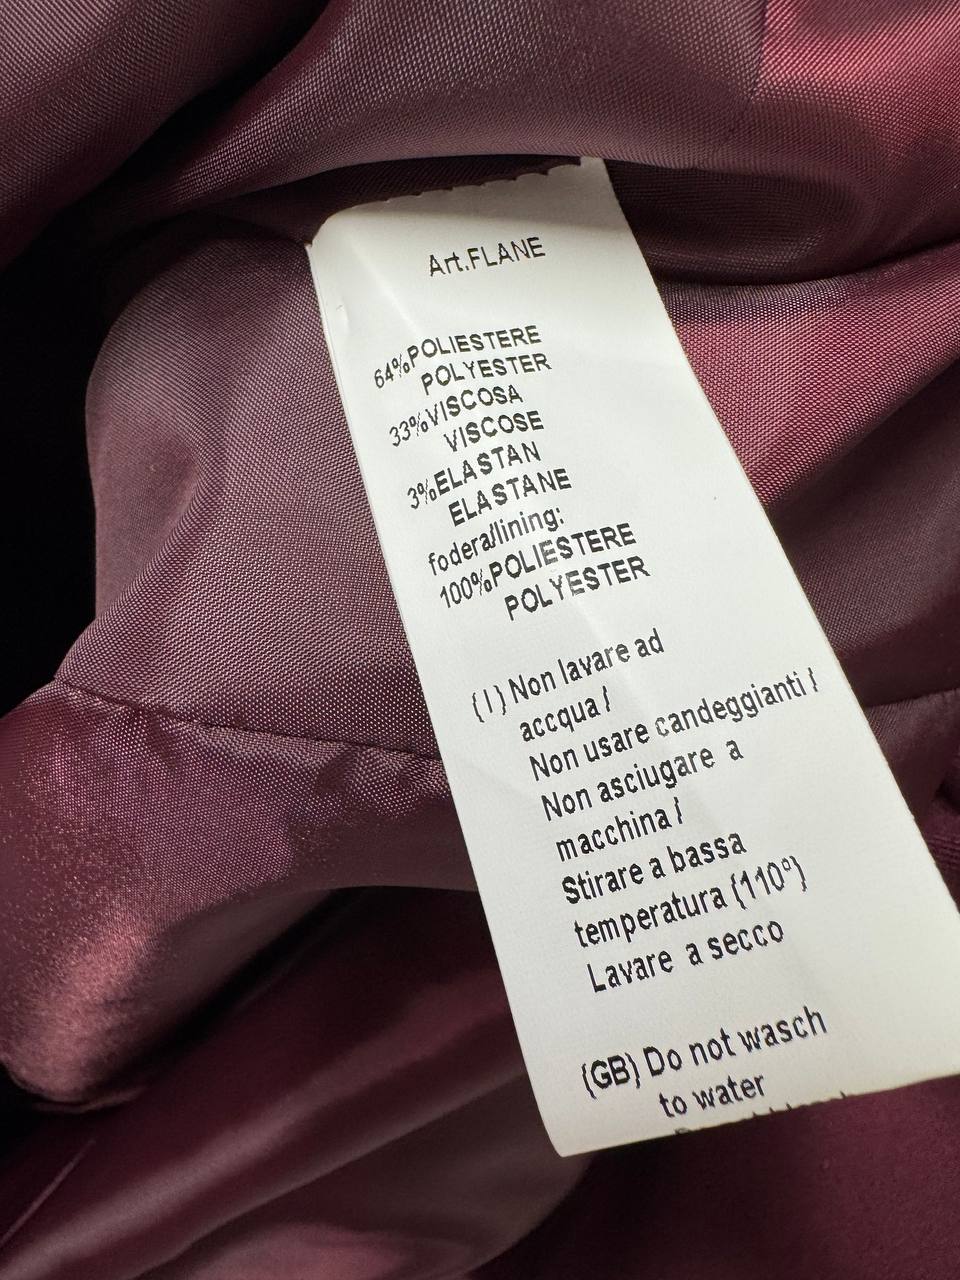 Art.FLANE
64%POLIESTERE
POLYESTER
33%VISCOSA
VISCOSE
3%ELASTAN
ELASTANE
fodera/lining:
100%POLIESTERE
POLYESTER
( I ) Non lavare ad
accqua /
Non usare candeggianti /
Non asciugare a
macchina /
Stirare a bassa
temperatura (110°)
Lavare a secco
(GB) Do not wasch
to water